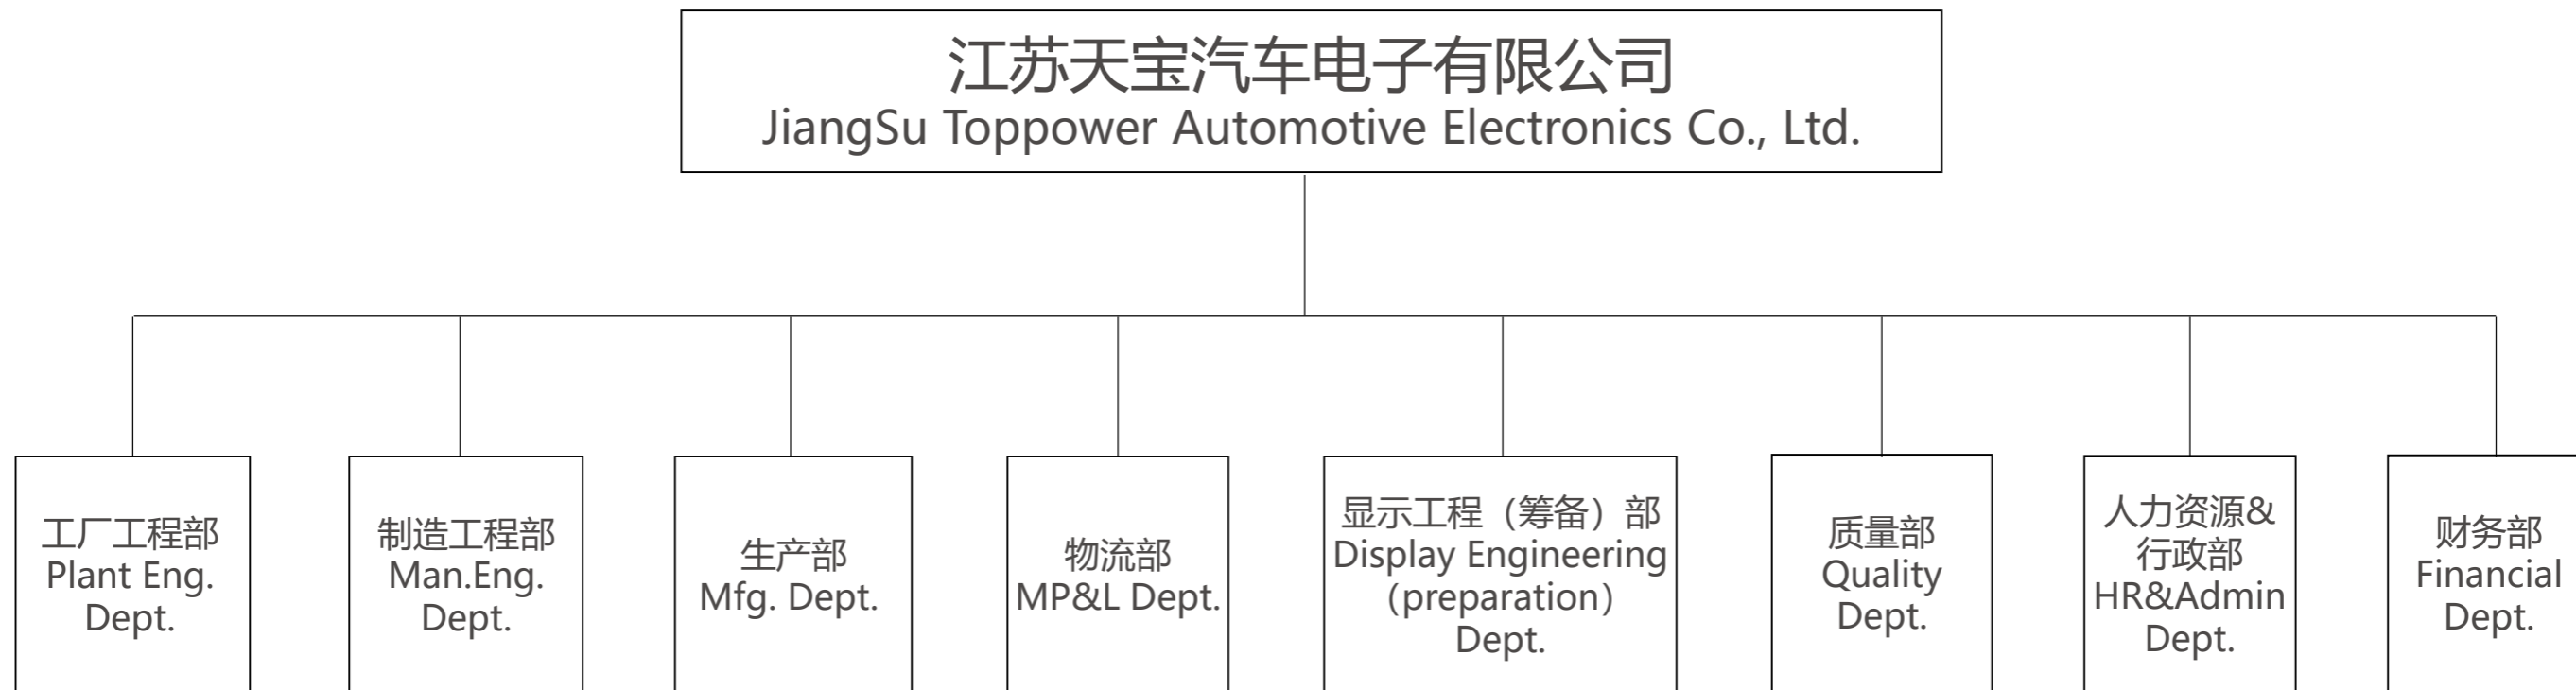 江苏天宝汽车电子有限公司
JiangSu Toppower Automotive Electronics Co., Ltd.
工厂工程部
Plant Eng.
Dept.
制造工程部
Man.Eng.
Dept.
生产部
Mfg. Dept.
物流部
MP&L Dept.
显示工程（筹备）部
Display Engineering
（preparation）
Dept.
质量部
Quality
Dept.
人力资源&
行政部
HR&Admin
Dept.
财务部
Financial
Dept.